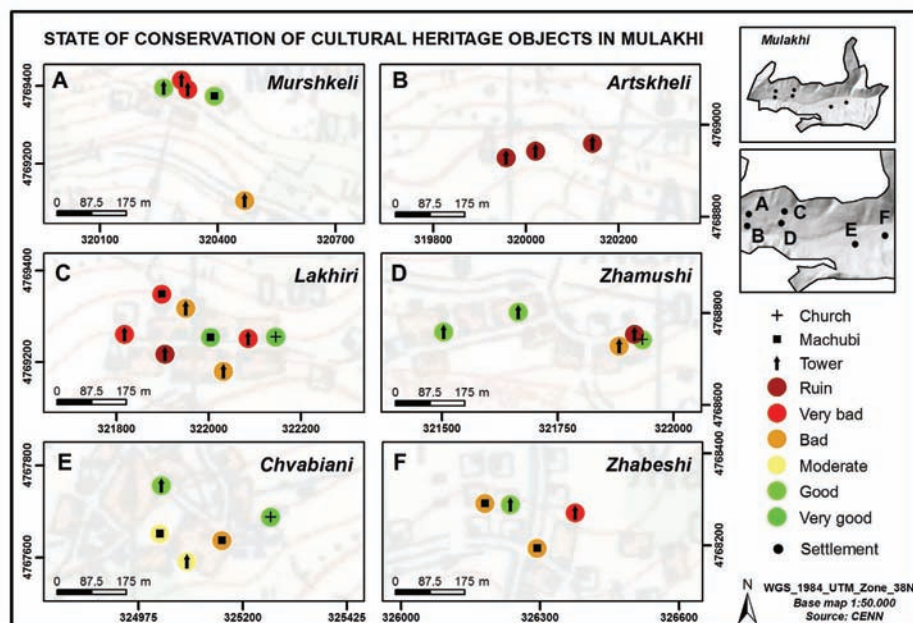 STATE OF CONSERVATION OF CULTURAL HERITAGE OBJECTS IN MULAKHI
A
Murshkeli
4769400
4769200
0 87.5 175 m
320100 320400 320700
B
Artskheli
4769000
4768800
0 87.5 175 m
319800 320000 320200
C
Lakhiri
4769400
4769200
0 87.5 175 m
321800 322000 322200
D
Zhamushi
4768800
4768600
0 87.5 175 m
321500 321750 322000
E
Chvabiani
4767800
4767600
0 87.5 175 m
324975 325200 325425
F
Zhabeshi
4768400
4768200
0 87.5 175 m
326000 326300 326600
Mulakhi
A
C
F
B
D
E
Church
Machubi
Tower
Ruin
Very bad
Bad
Moderate
Good
Very good
Settlement
N
WGS_1984_UTM_Zone_38N
Base map 1:50.000
Source: CENN